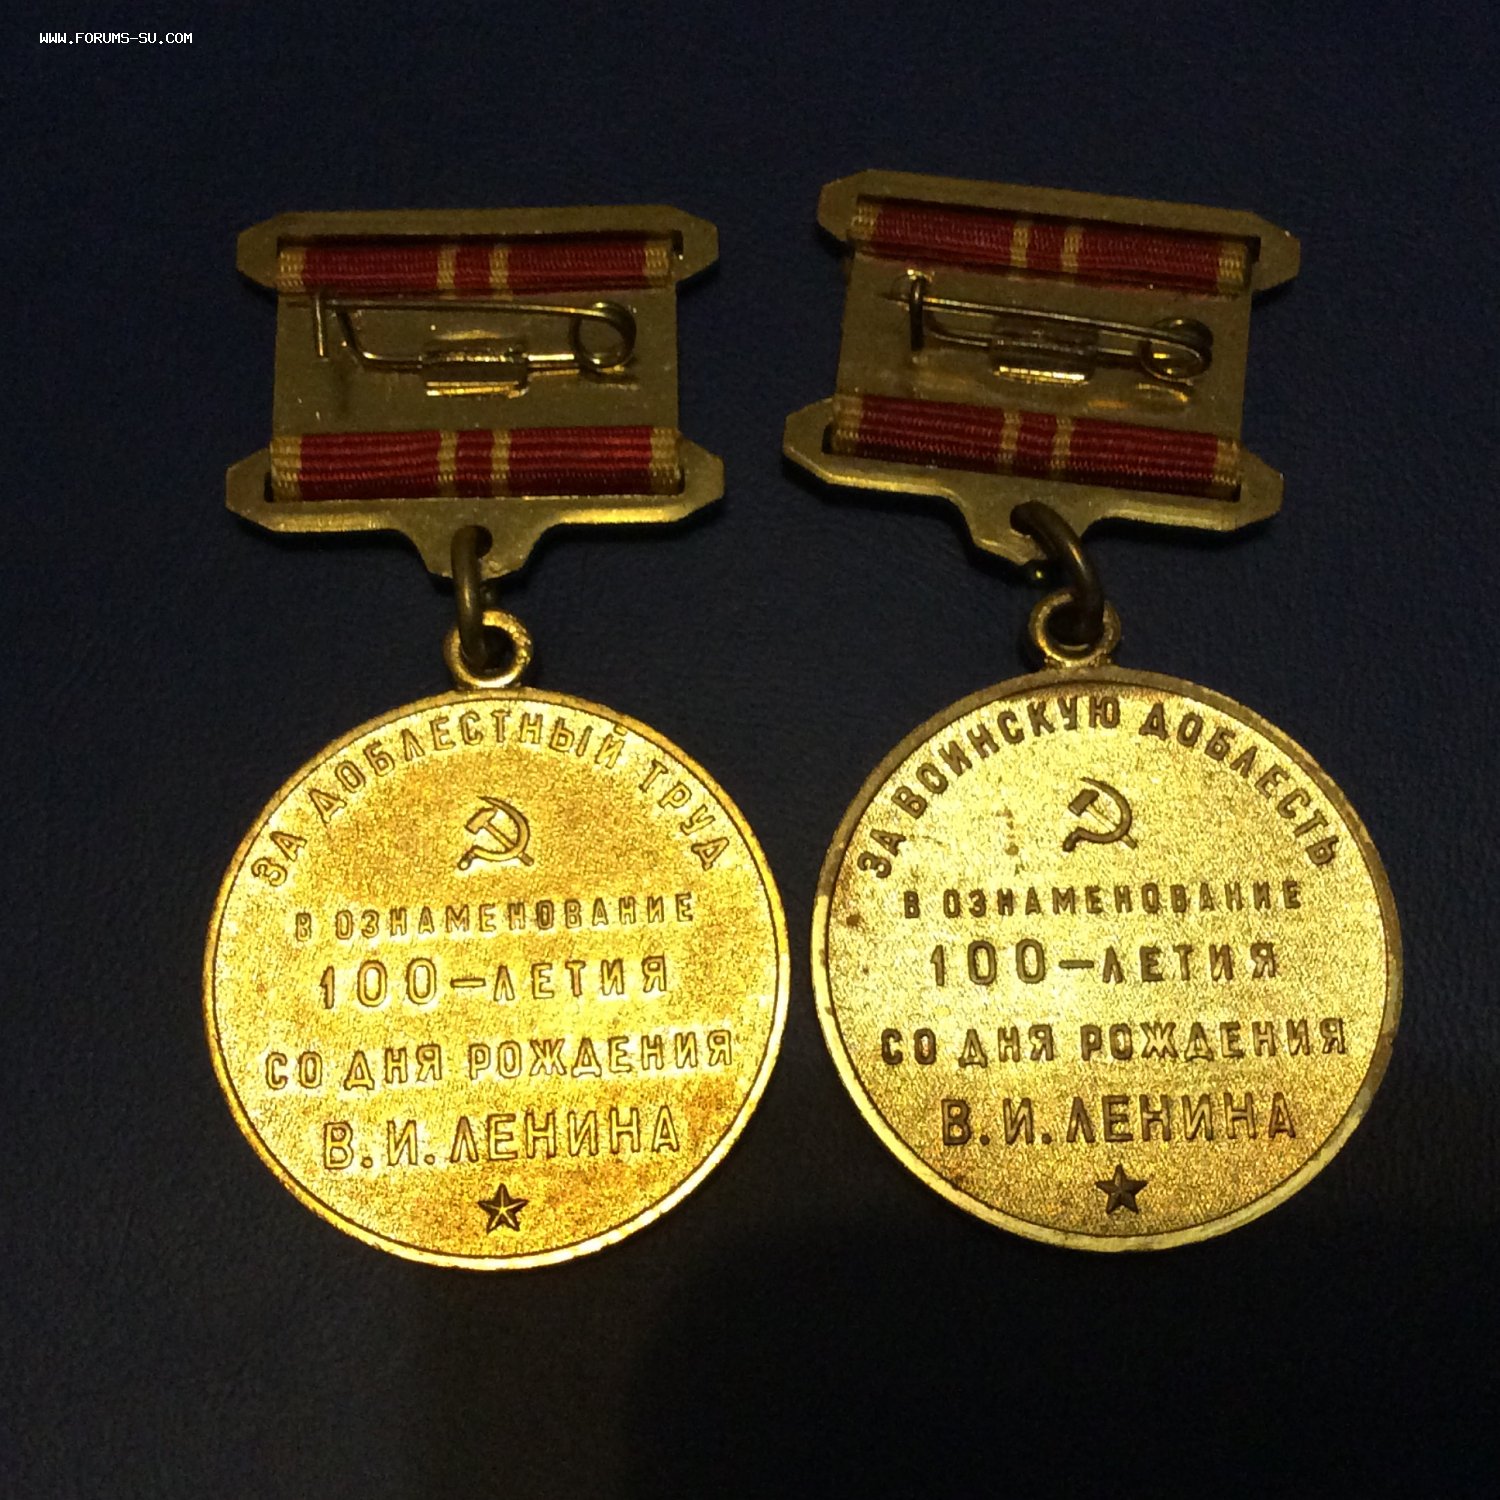 WWW.FORUMS-SU.COM
ЗА ДОБЛЕСТНЫЙ ТРУД
В ОЗНАМЕНОВАНИЕ
100-ЛЕТИЯ
СО ДНЯ РОЖДЕНИЯ
В. И. ЛЕНИНА
ЗА ВОИНСКУЮ ДОБЛЕСТЬ
В ОЗНАМЕНОВАНИЕ
100-ЛЕТИЯ
СО ДНЯ РОЖДЕНИЯ
В. И. ЛЕНИНА